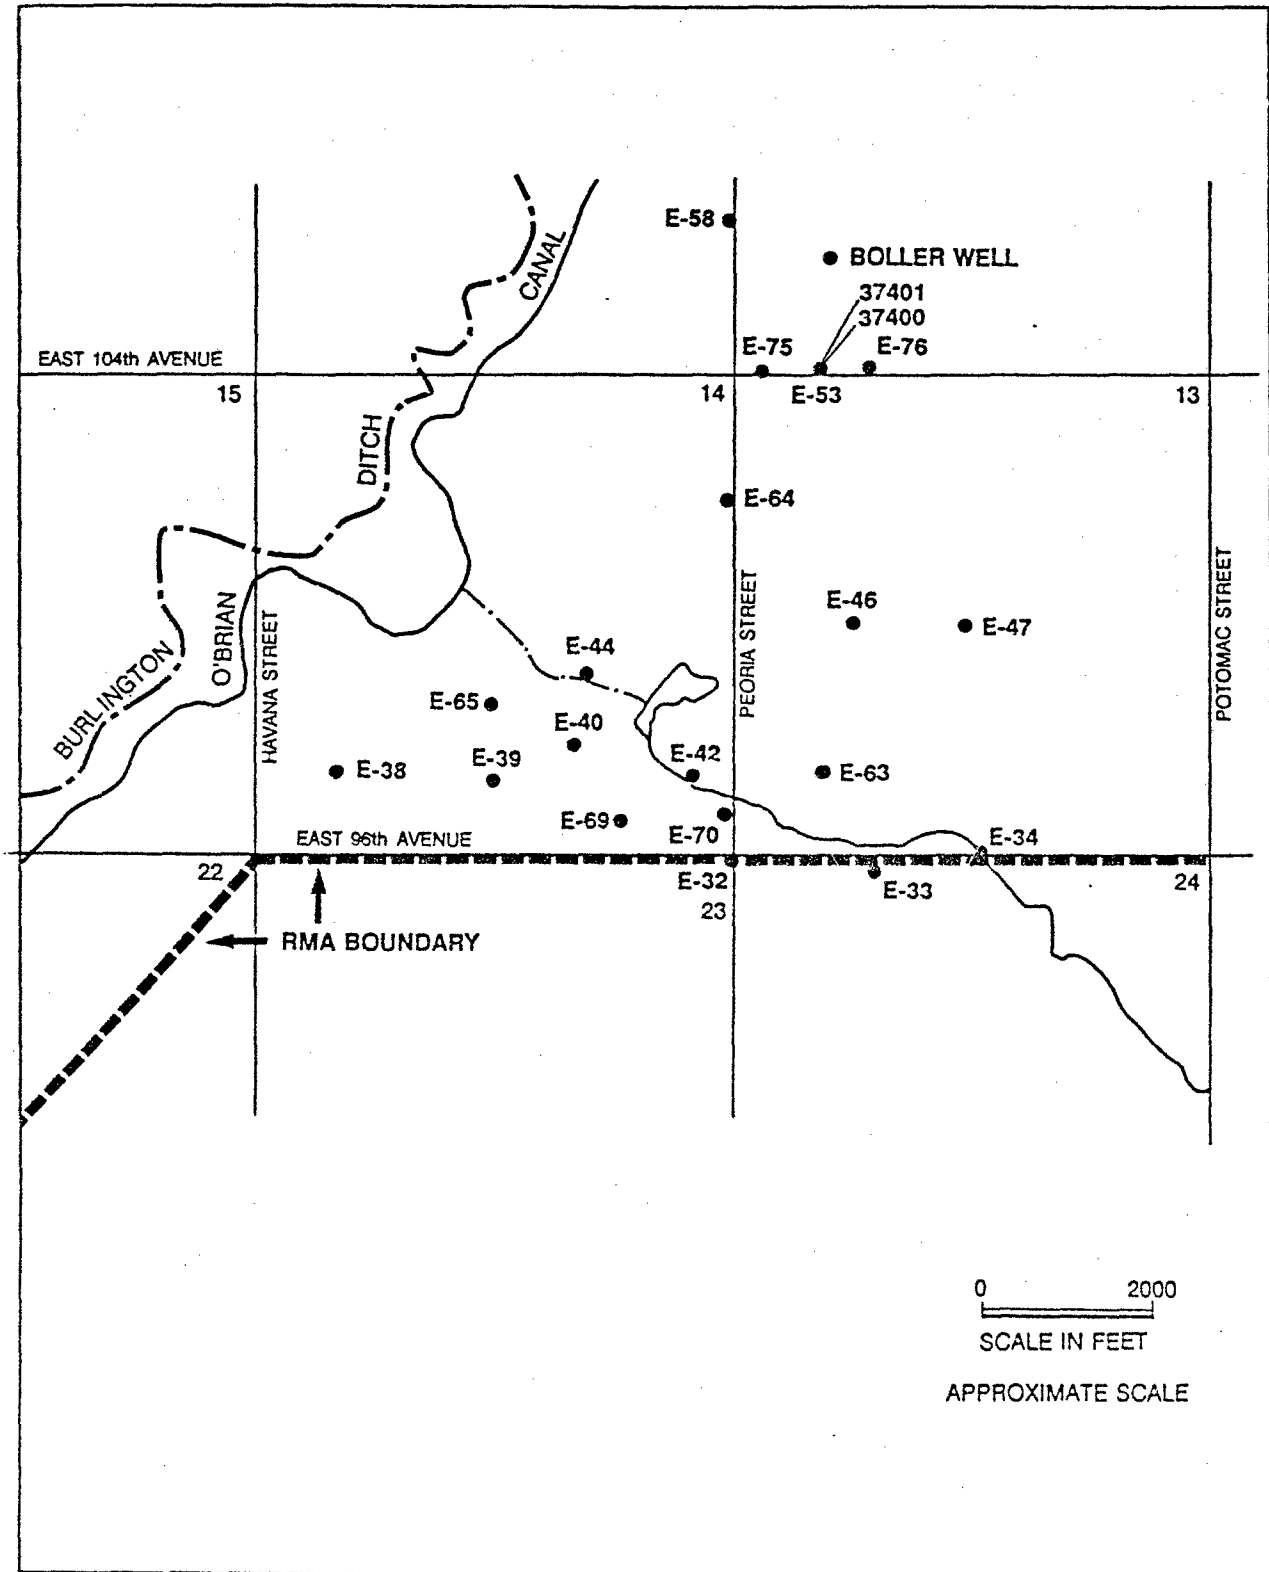 E-58
BOLLER WELL
CANAL
37401
37400
EAST 104th AVENUE
E-75
E-76
15
14
E-53
13
DITCH
E-64
E-46
E-47
PEORIA STREET
POTOMAC STREET
O'BRIAN
HAVANA STREET
BURLINGTON
E-44
E-65
E-40
E-39
E-42
E-38
E-63
E-69
E-70
EAST 96th AVENUE
E-34
22
E-32
E-33
24
23
RMA BOUNDARY
0 2000
SCALE IN FEET
APPROXIMATE SCALE